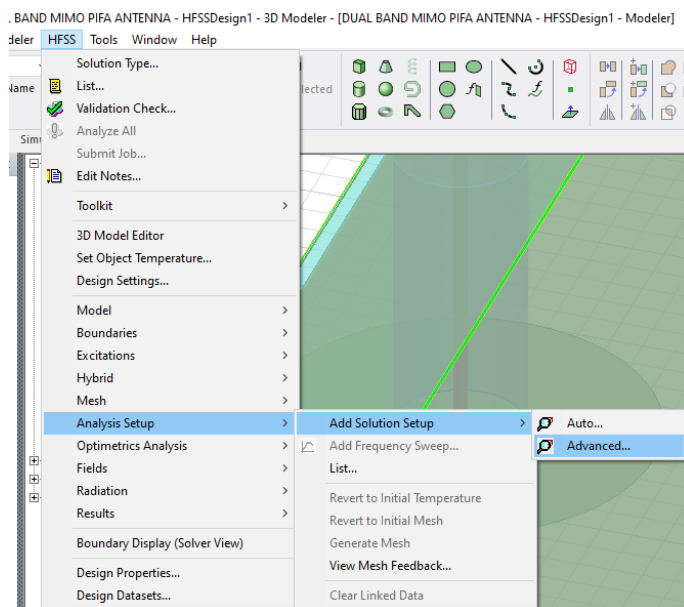 . BAND MIMO PIFA ANTENNA - HFSSDesign1 - 3D Modeler - [DUAL BAND MIMO PIFA ANTENNA - HFSSDesign1 - Modeler]
deler HFSS Tools Window Help
Solution Type...
Name List... lected
Validation Check...
Analyze All
Sim
Submit Job...
Edit Notes...
Toolkit >
3D Model Editor
Set Object Temperature...
Design Settings...
Model >
Boundaries >
Excitations >
Hybrid >
Mesh >
Analysis Setup > Add Solution Setup > Auto...
Optimetrics Analysis > Add Frequency Sweep... Advanced...
Fields > List...
Radiation > Revert to Initial Temperature
Results > Revert to Initial Mesh
Boundary Display (Solver View) Generate Mesh
View Mesh Feedback...
Design Properties...
Design Datasets... Clear Linked Data